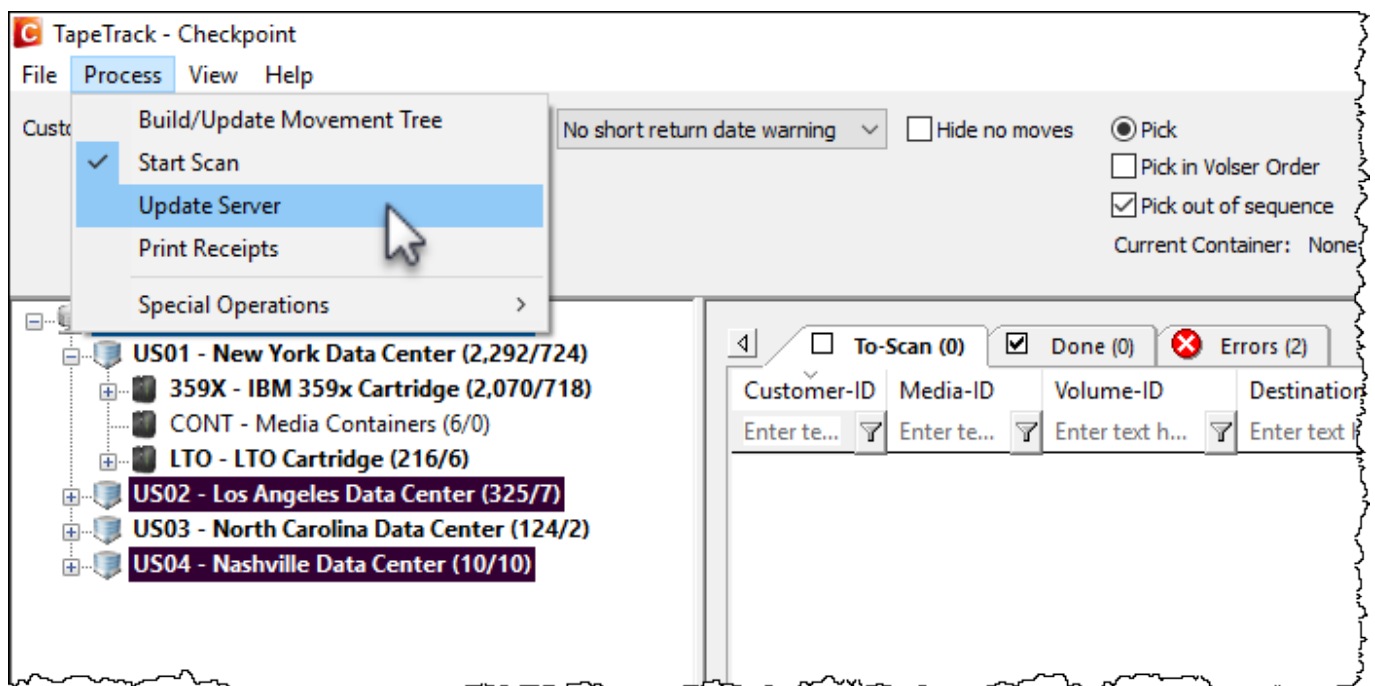 TapeTrack - Checkpoint
File Process View Help
Build/Update Movement Tree
Start Scan
Update Server
Print Receipts
Special Operations
No short return date warning
Hide no moves
Pick
Pick in Volser Order
Pick out of sequence
Current Container: None
US01 - New York Data Center (2,292/724)
359X - IBM 359x Cartridge (2,070/718)
CONT - Media Containers (6/0)
LTO - LTO Cartridge (216/6)
US02 - Los Angeles Data Center (325/7)
US03 - North Carolina Data Center (124/2)
US04 - Nashville Data Center (10/10)
To-Scan (0) Done (0) Errors (2)
Customer-ID Media-ID Volume-ID Destination
Enter te... Enter te... Enter text h... Enter text